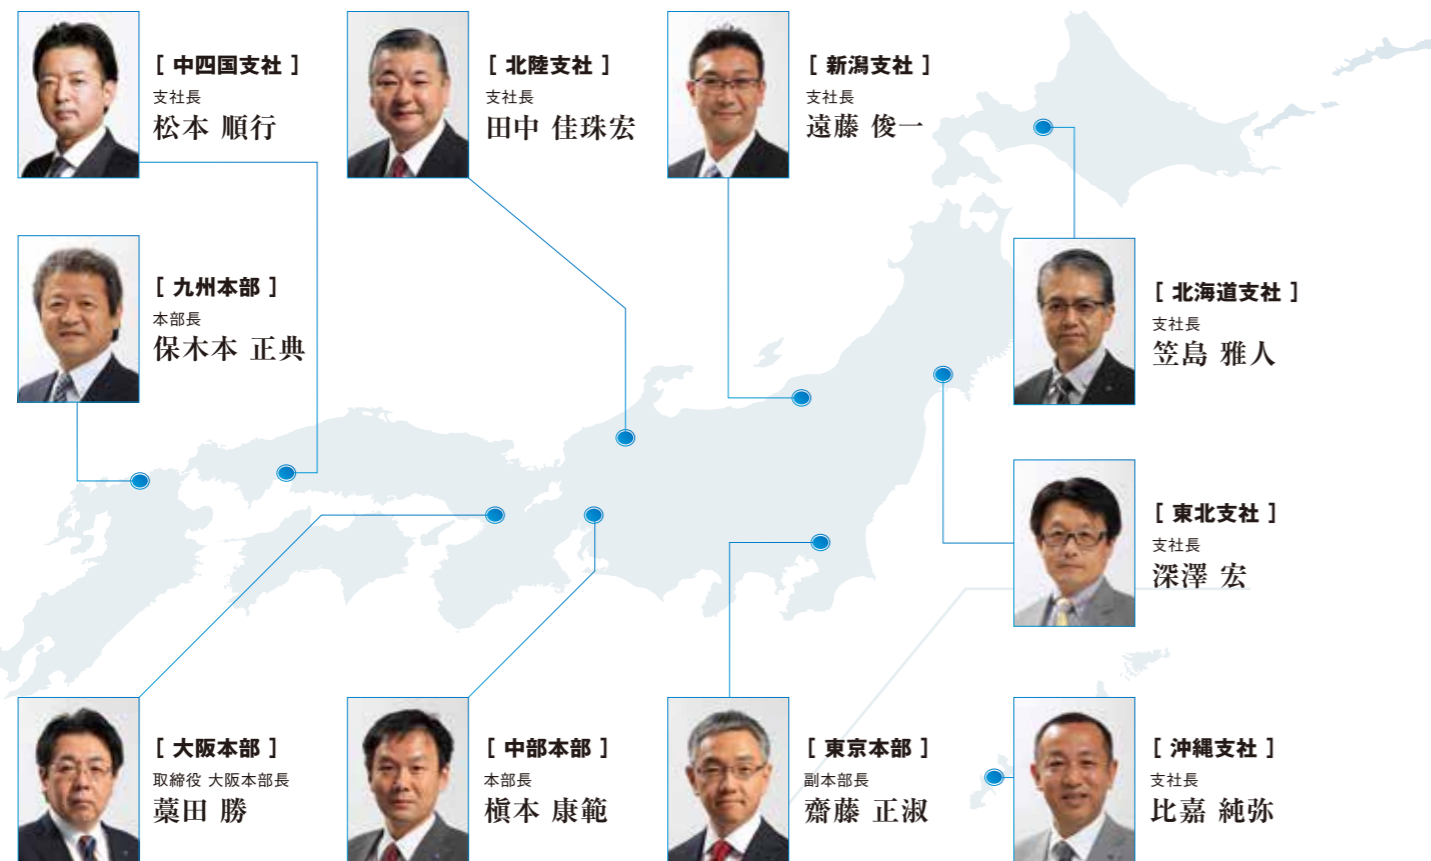 [ 中四国支社 ]
支社長
松本 順行
[ 北陸支社 ]
支社長
田中 佳珠宏
[ 新潟支社 ]
支社長
遠藤 俊一
[ 九州本部 ]
本部長
保木本 正典
[ 北海道支社 ]
支社長
笠島 雅人
[ 東北支社 ]
支社長
深澤 宏
[ 大阪本部 ]
取締役 大阪本部長
藁田 勝
[ 中部本部 ]
本部長
槇本 康範
[ 東京本部 ]
副本部長
齋藤 正淑
[ 沖縄支社 ]
支社長
比嘉 純弥